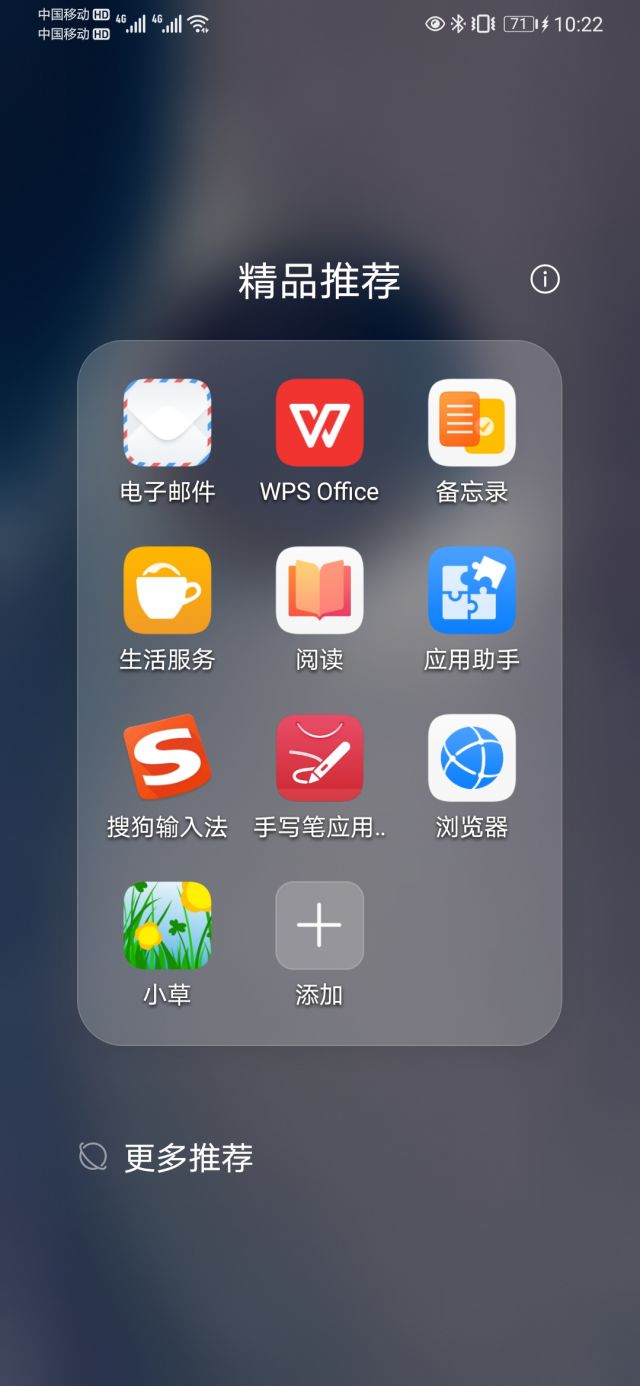 中国移动 HD 4G 4G
中国移动 HD
71 10:22
精品推荐
电子邮件 WPS Office 备忘录
生活服务 阅读 应用助手
搜狗输入法 手写笔应用.. 浏览器
小草 添加
更多推荐